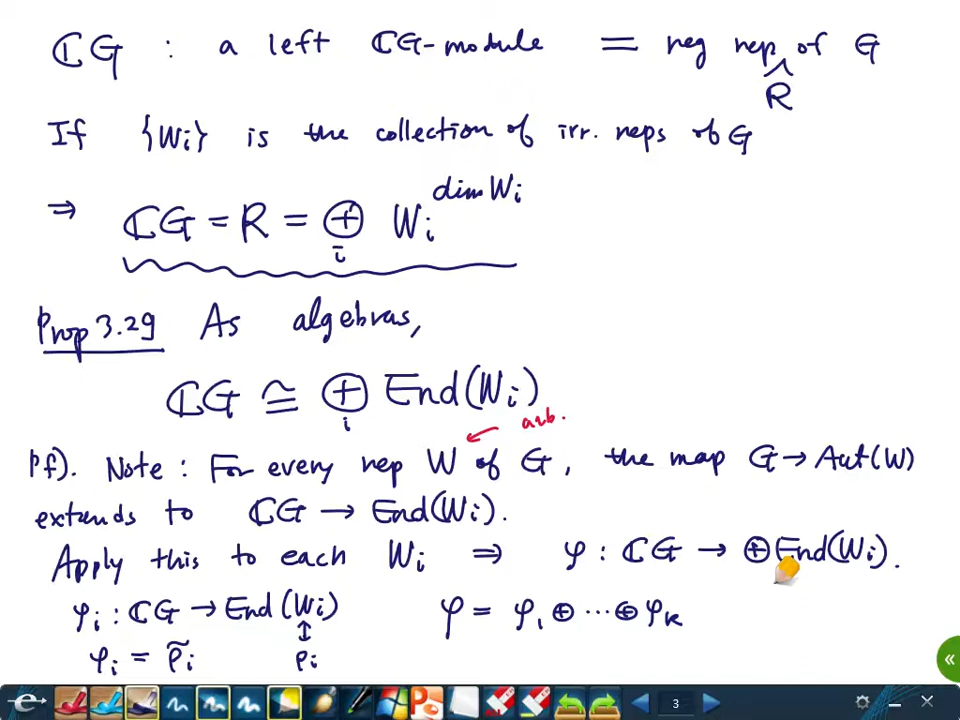 ℂG : a left ℂG-module = reg rep of G
R
If {Wi} is the collection of irr. reps of G
⇒ ℂG = R = ⊕_i Wi^{dim Wi}
Prop 3.29 As algebras,
ℂG ≅ ⊕_i End(Wi)
arb.
pf). Note : For every rep W of G, the map G → Aut(W)
extends to ℂG → End(Wi).
Apply this to each Wi ⇒ φ : ℂG → ⊕End(Wi).
φi : ℂG → End(Wi) φ = φ1 ⊕ ⋯ ⊕ φk
φi = ρ̃i ρi
3